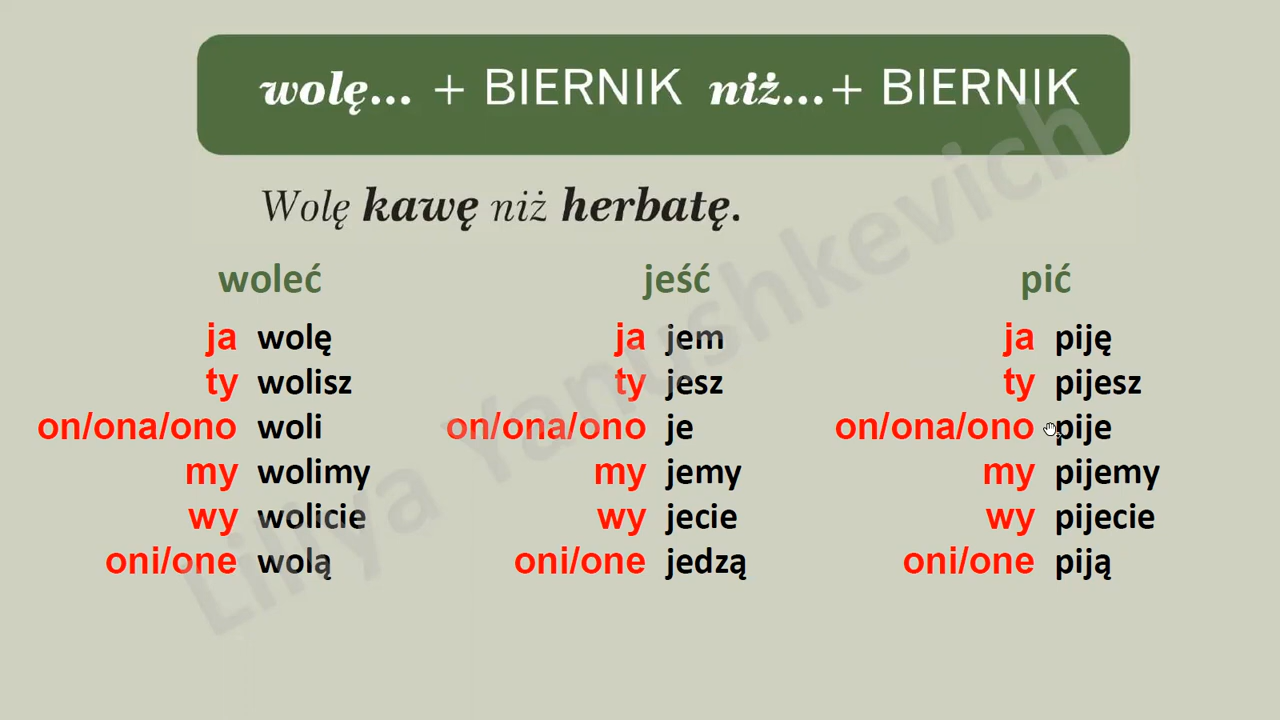 wolę... + BIERNIK niż...+ BIERNIK
Wolę kawę niż herbatę.
woleć jeść pić
ja wolę ja jem ja piję
ty wolisz ty jesz ty pijesz
on/ona/ono woli on/ona/ono je on/ona/ono pije
my wolimy my jemy my pijemy
wy wolicie wy jecie wy pijecie
oni/one wolą oni/one jedzą oni/one piją
Liliya Yanushkevich